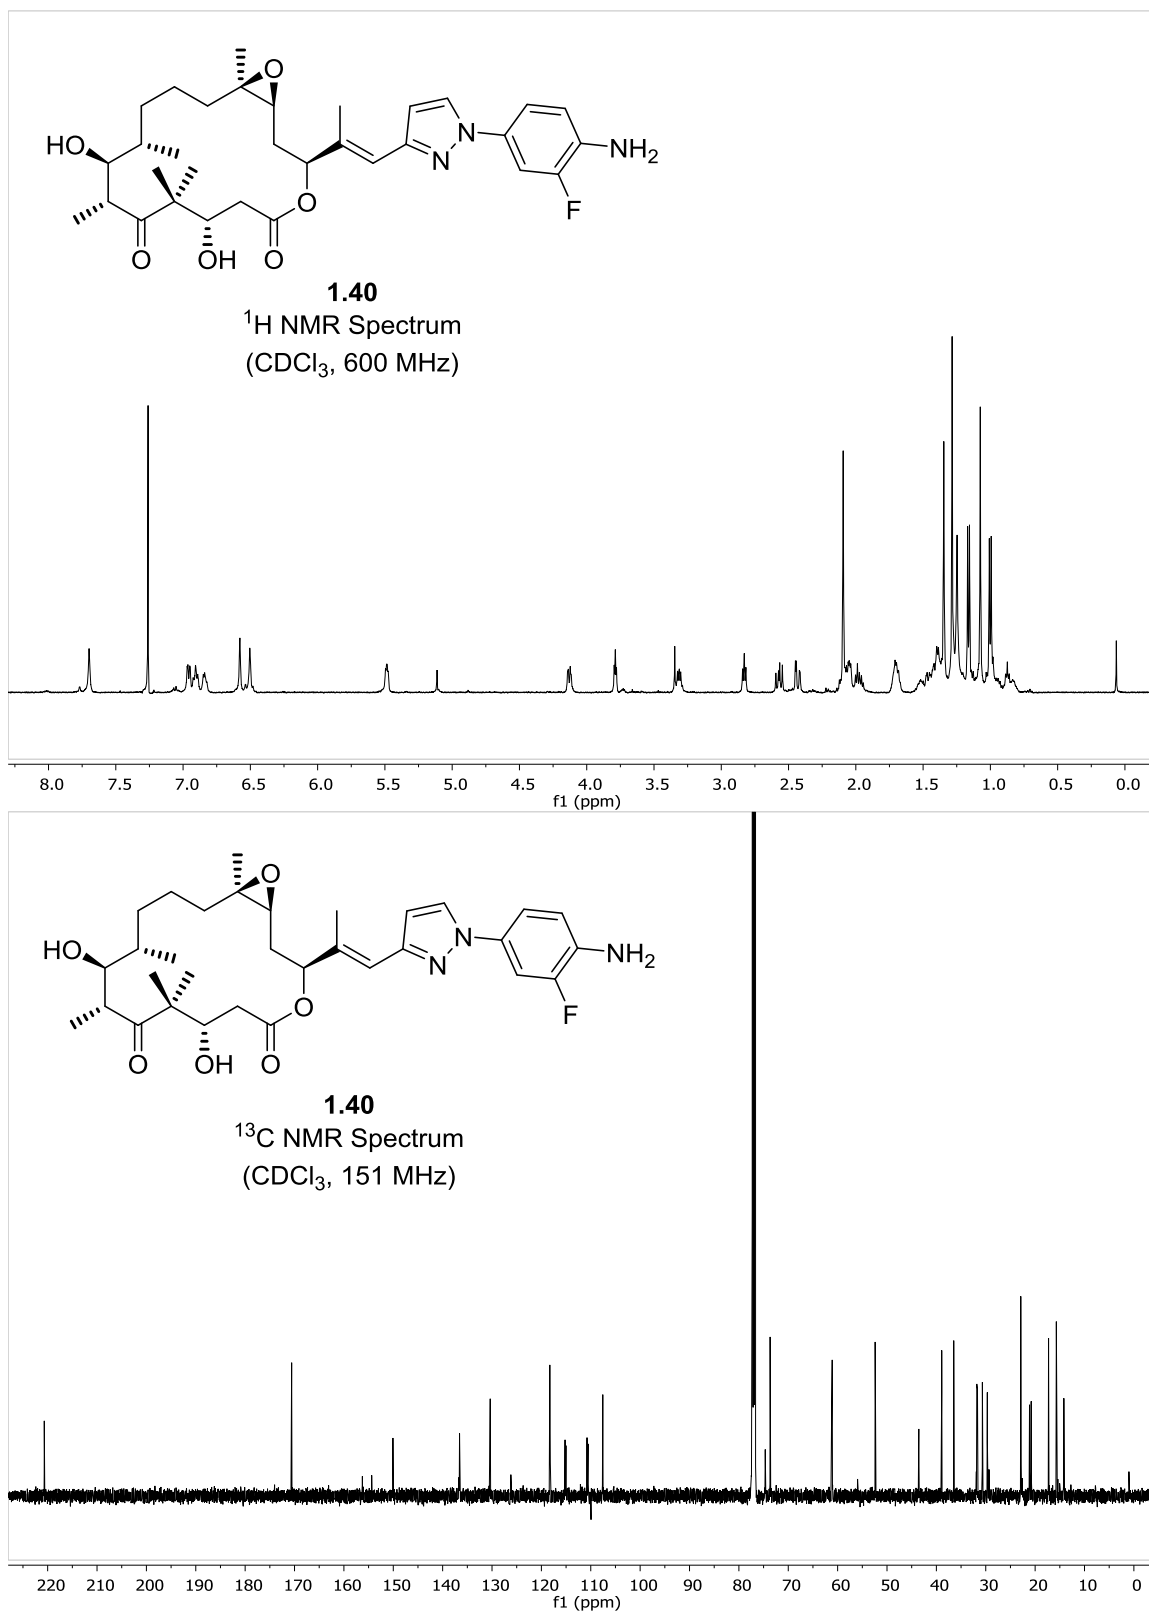 O
HO
N
N
NH₂
F
O
O
OH
O
1.40
¹H NMR Spectrum
(CDCl₃, 600 MHz)
8.0 7.5 7.0 6.5 6.0 5.5 5.0 4.5 4.0 3.5 3.0 2.5 2.0 1.5 1.0 0.5 0.0
f1 (ppm)
O
HO
N
N
NH₂
F
O
O
OH
O
1.40
¹³C NMR Spectrum
(CDCl₃, 151 MHz)
220 210 200 190 180 170 160 150 140 130 120 110 100 90 80 70 60 50 40 30 20 10 0
f1 (ppm)